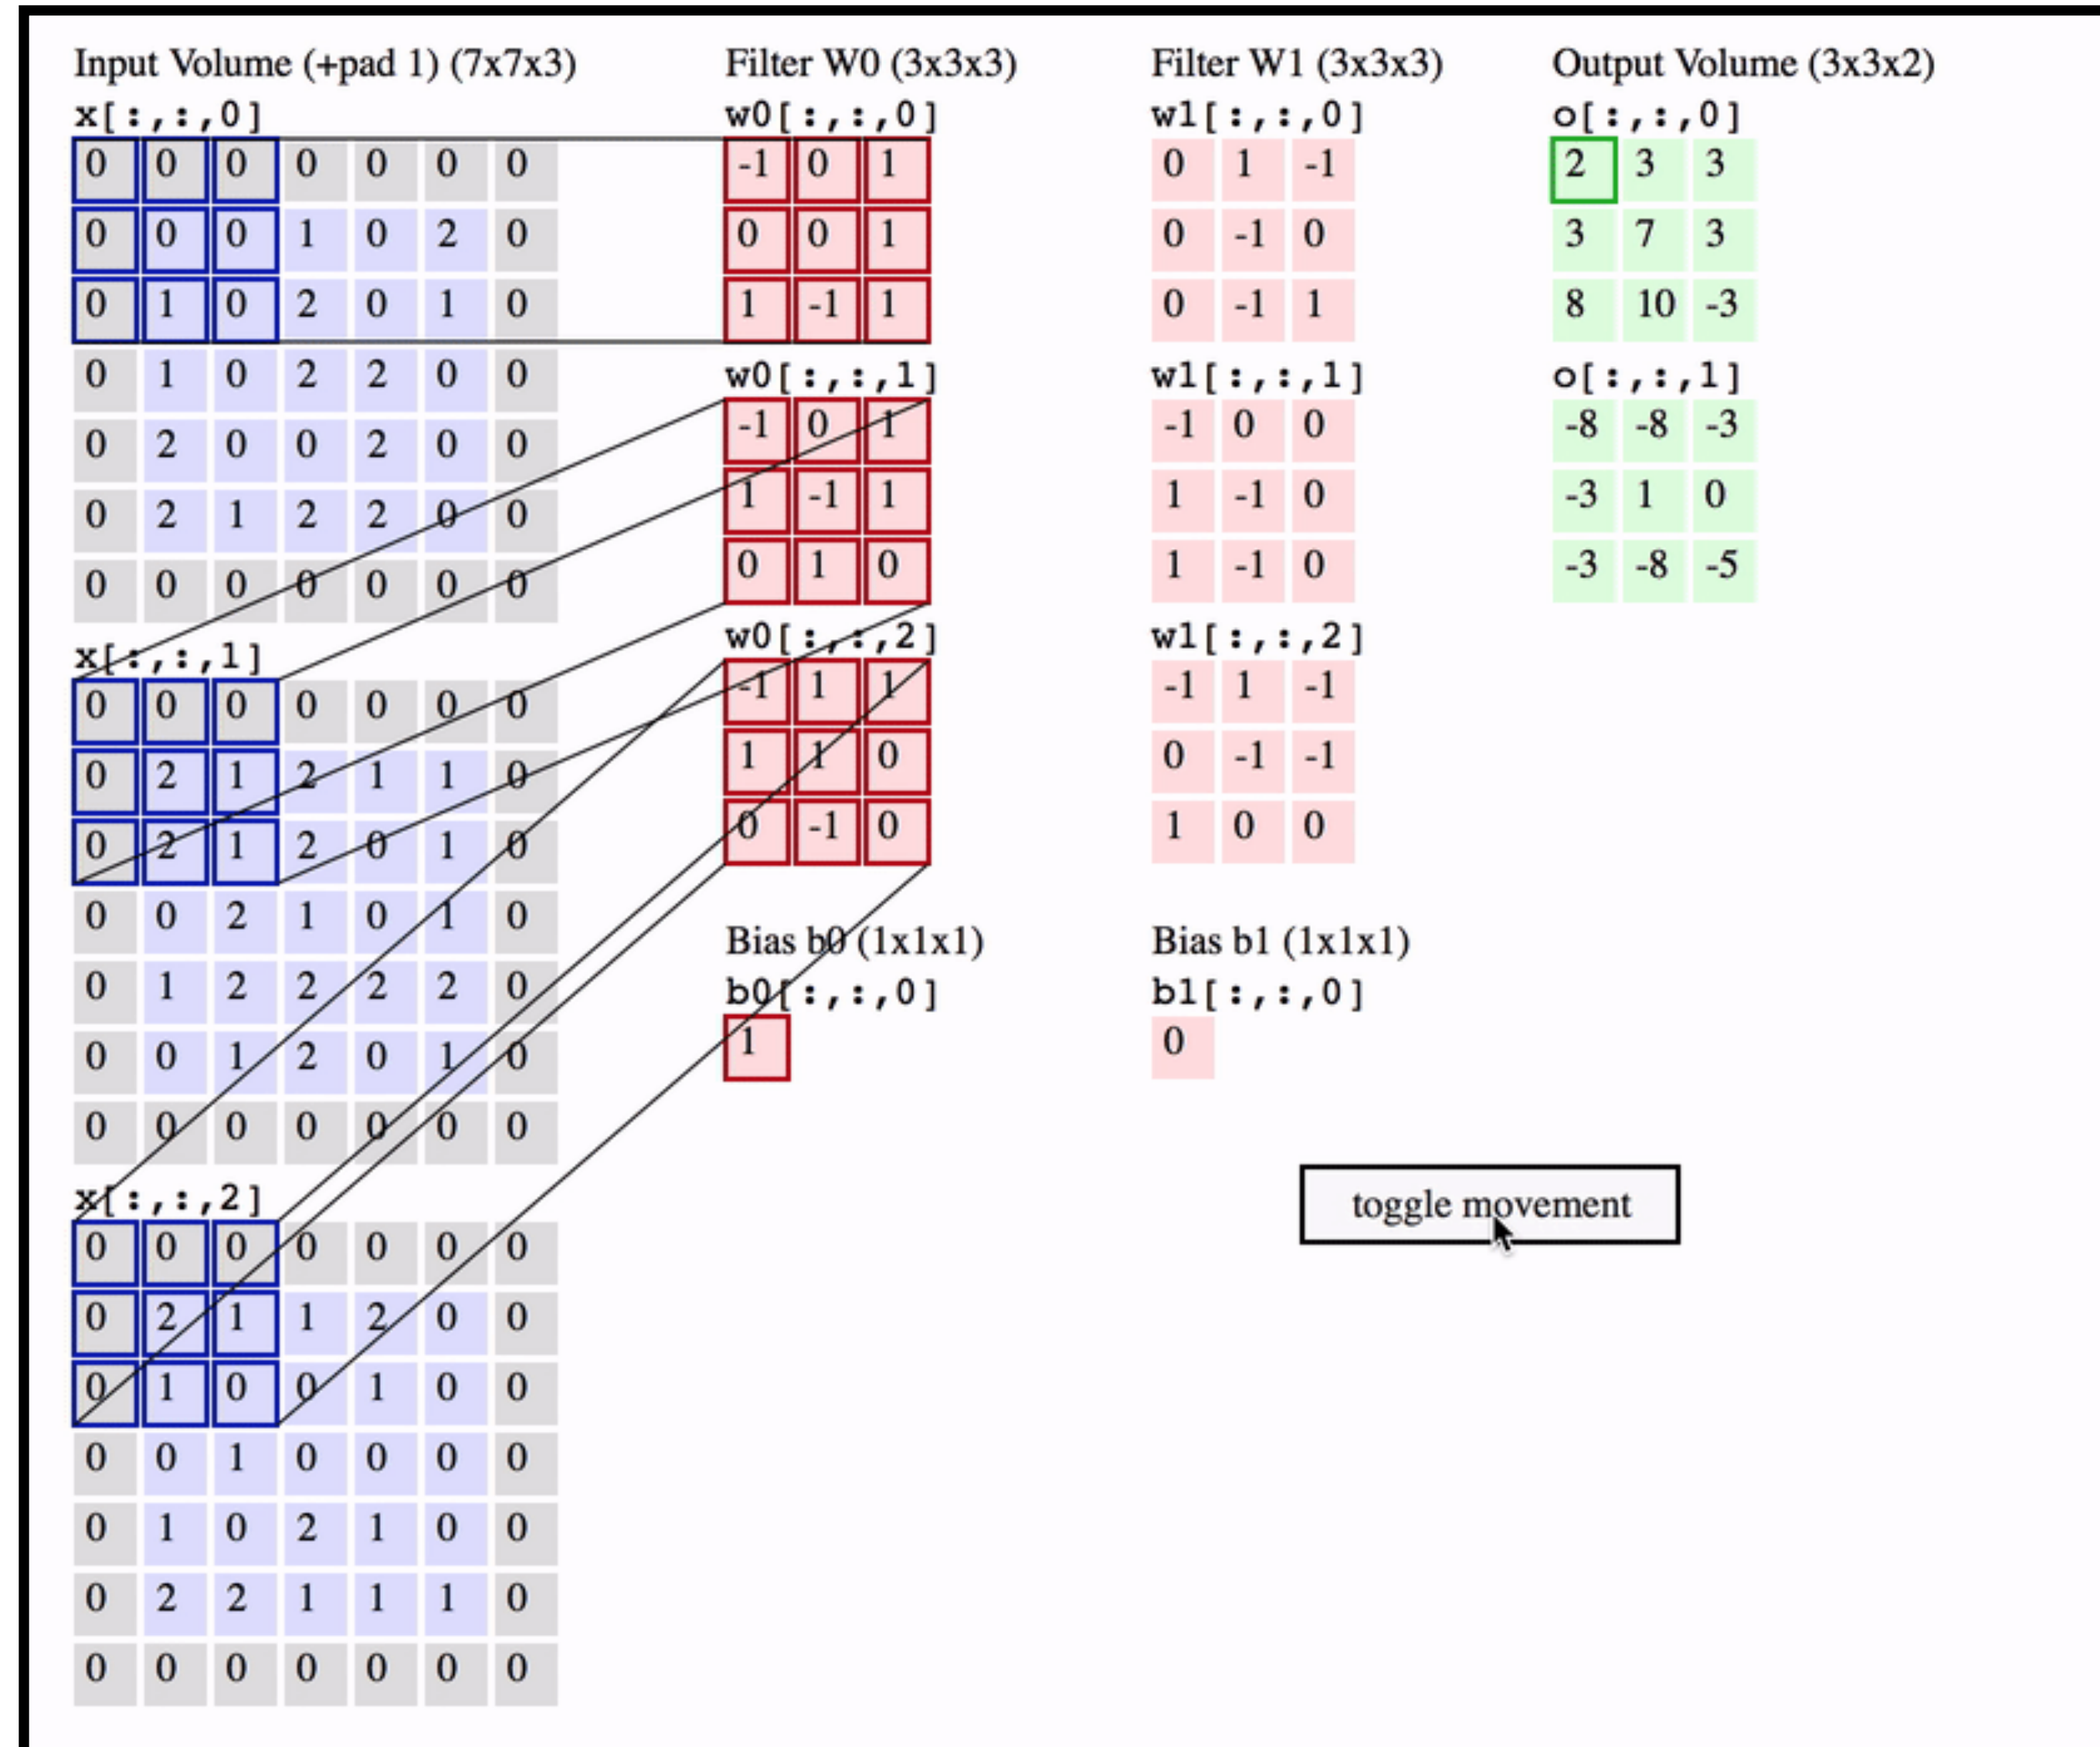 Input Volume (+pad 1) (7x7x3)
x[:,:,0]
0 0 0 0 0 0 0
0 0 0 1 0 2 0
0 1 0 2 0 1 0
0 1 0 2 2 0 0
0 2 0 0 2 0 0
0 2 1 2 2 0 0
0 0 0 0 0 0 0
x[:,:,1]
0 0 0 0 0 0 0
0 2 1 2 1 1 0
0 2 1 2 0 1 0
0 0 2 1 0 1 0
0 1 2 2 2 2 0
0 0 1 2 0 1 0
0 0 0 0 0 0 0
x[:,:,2]
0 0 0 0 0 0 0
0 2 1 1 2 0 0
0 1 0 0 1 0 0
0 0 1 0 0 0 0
0 1 0 2 1 0 0
0 2 2 1 1 1 0
0 0 0 0 0 0 0
Filter W0 (3x3x3)
w0[:,:,0]
-1 0 1
0 0 1
1 -1 1
w0[:,:,1]
-1 0 1
1 -1 1
0 1 0
w0[:,:,2]
-1 1 1
1 1 0
0 -1 0
Bias b0 (1x1x1)
b0[:,:,0]
1
Filter W1 (3x3x3)
w1[:,:,0]
0 1 -1
0 -1 0
0 -1 1
w1[:,:,1]
-1 0 0
1 -1 0
1 -1 0
w1[:,:,2]
-1 1 -1
0 -1 -1
1 0 0
Bias b1 (1x1x1)
b1[:,:,0]
0
Output Volume (3x3x2)
o[:,:,0]
2 3 3
3 7 3
8 10 -3
o[:,:,1]
-8 -8 -3
-3 1 0
-3 -8 -5
toggle movement